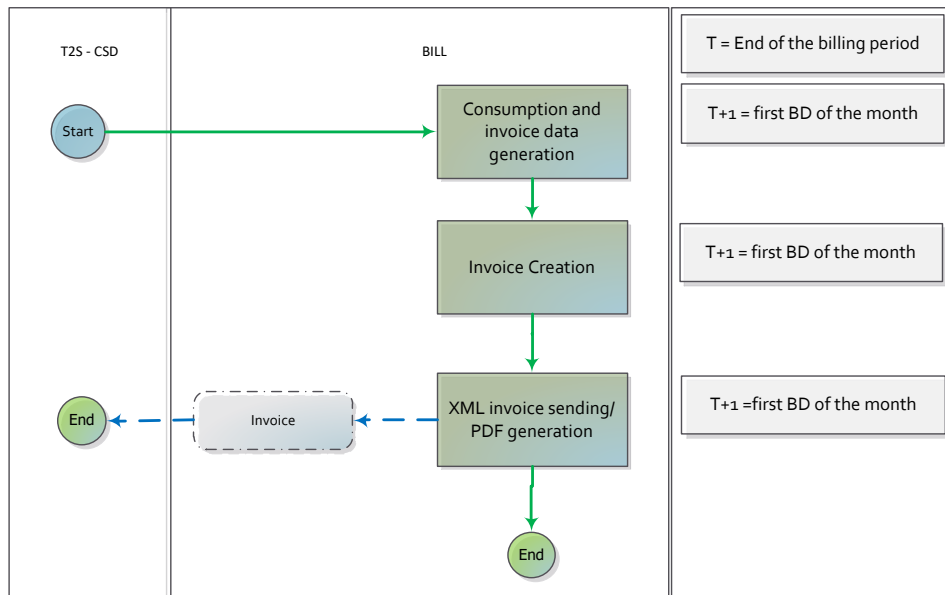 T2S - CSD
BILL
T = End of the billing period
Start
Consumption and
invoice data
generation
T+1 = first BD of the month
Invoice Creation
T+1 = first BD of the month
End
Invoice
XML invoice sending/
PDF generation
T+1 =first BD of the month
End